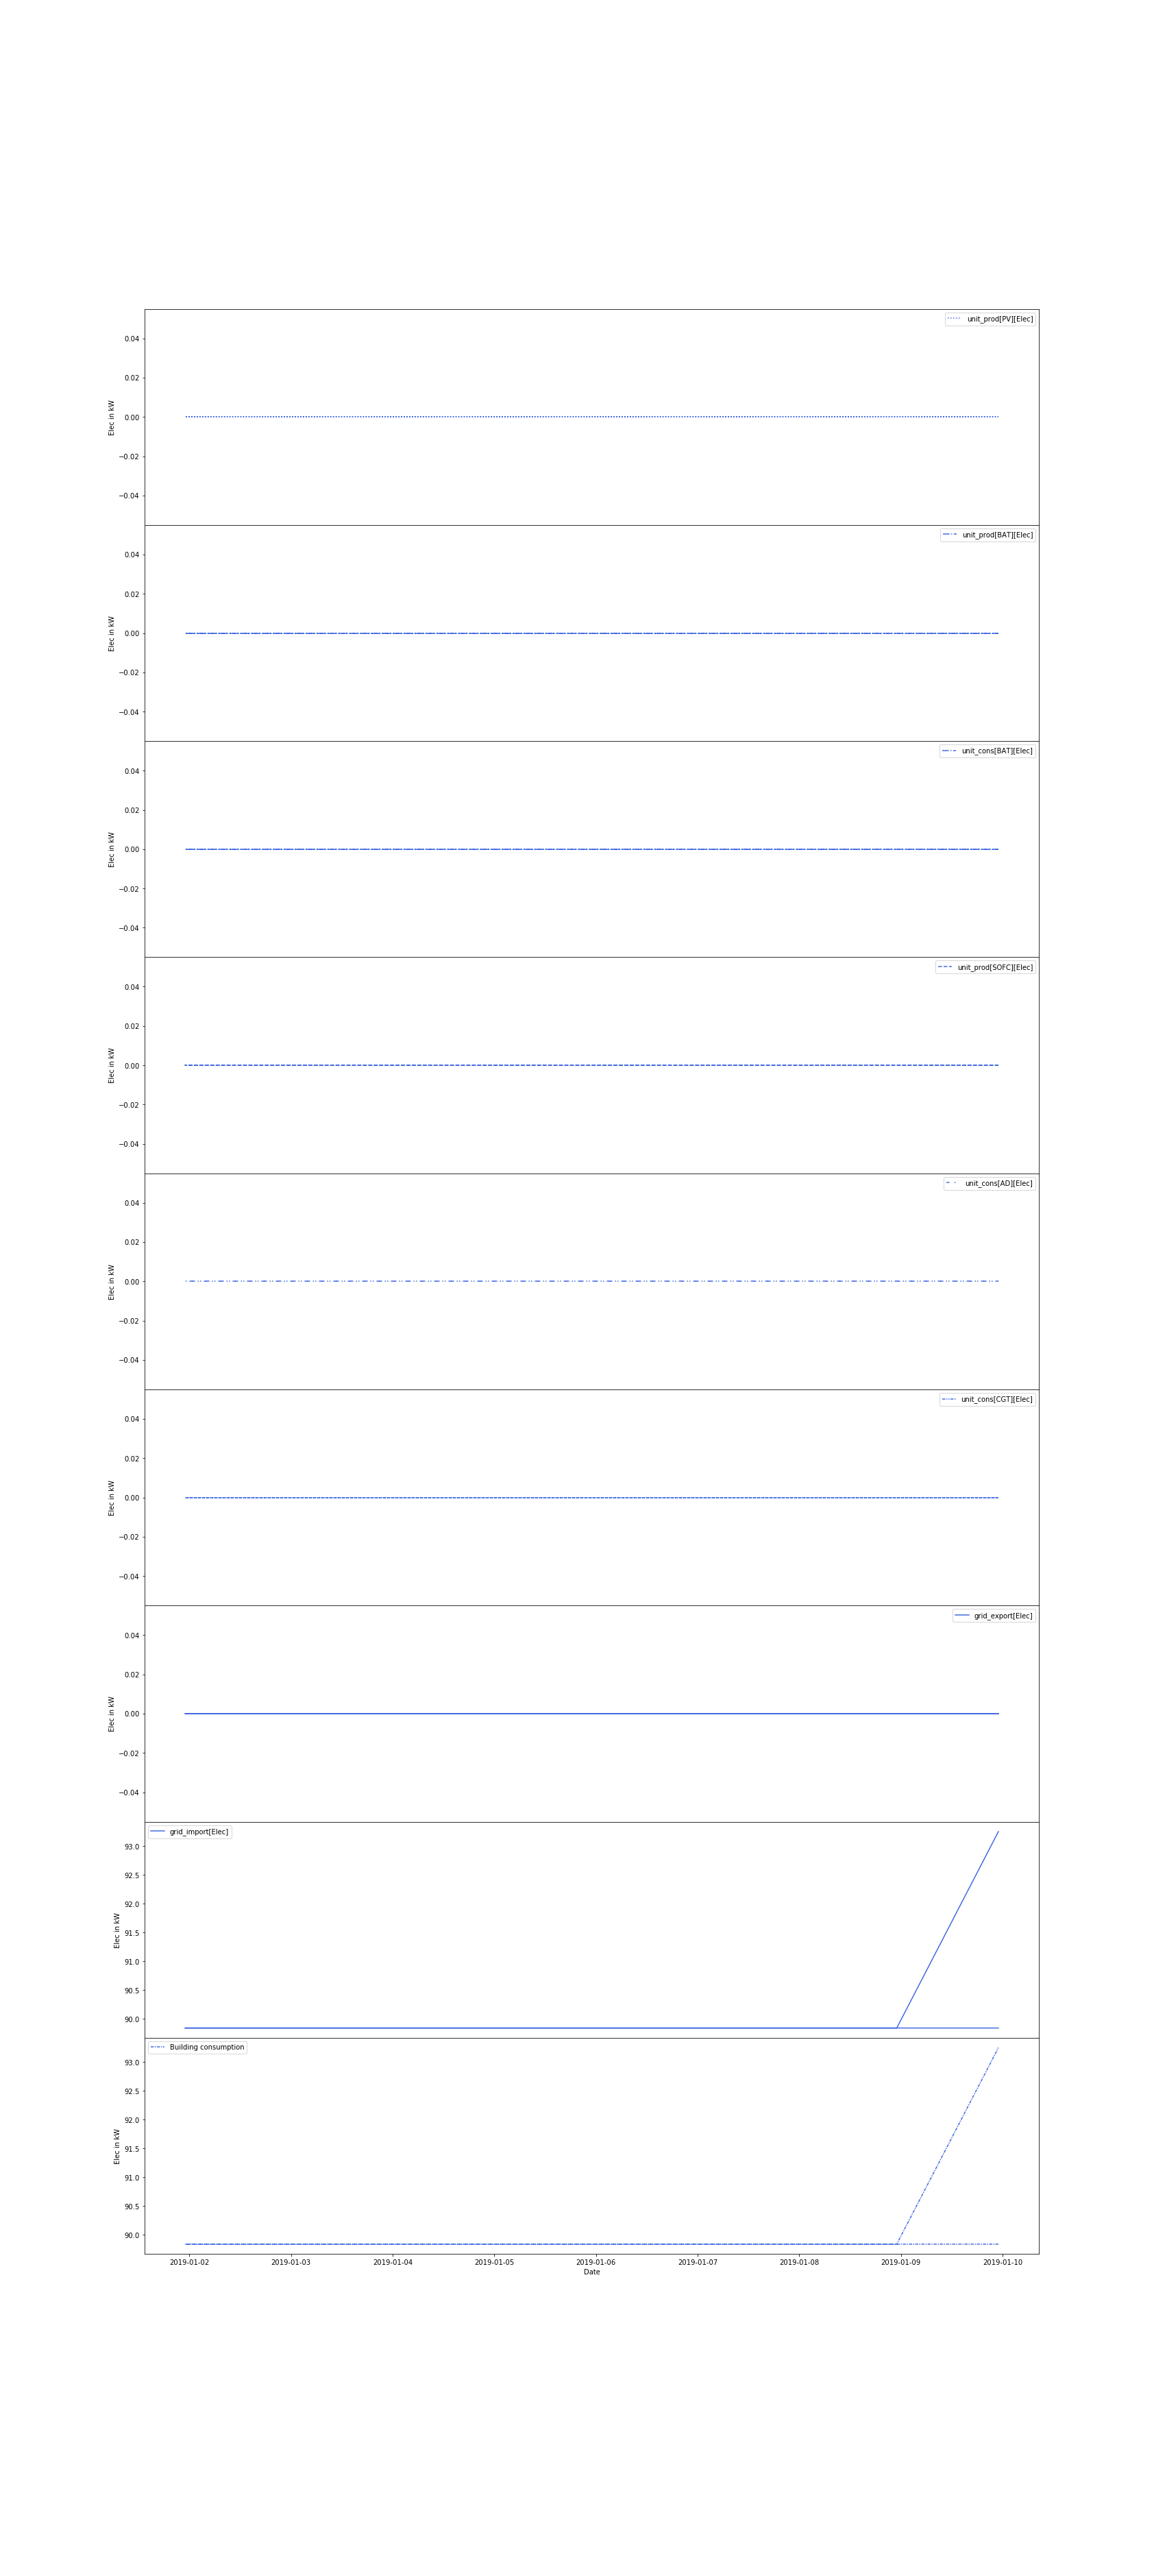 unit_prod[PV][Elec]
0.04
0.02
0.00
−0.02
−0.04
Elec in kW
unit_prod[BAT][Elec]
0.04
0.02
0.00
−0.02
−0.04
Elec in kW
unit_cons[BAT][Elec]
0.04
0.02
0.00
−0.02
−0.04
Elec in kW
unit_prod[SOFC][Elec]
0.04
0.02
0.00
−0.02
−0.04
Elec in kW
unit_cons[AD][Elec]
0.04
0.02
0.00
−0.02
−0.04
Elec in kW
unit_cons[CGT][Elec]
0.04
0.02
0.00
−0.02
−0.04
Elec in kW
grid_export[Elec]
0.04
0.02
0.00
−0.02
−0.04
Elec in kW
grid_import[Elec]
93.0
92.5
92.0
91.5
91.0
90.5
90.0
Elec in kW
Building consumption
93.0
92.5
92.0
91.5
91.0
90.5
90.0
Elec in kW
2019-01-02 2019-01-03 2019-01-04 2019-01-05 2019-01-06 2019-01-07 2019-01-08 2019-01-09 2019-01-10
Date